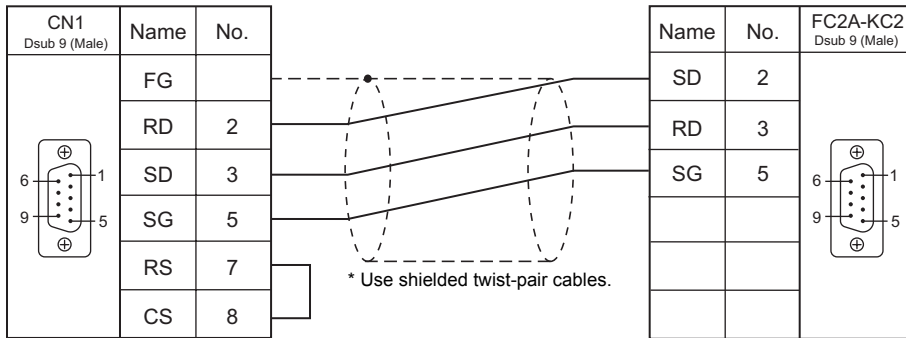 CN1
Dsub 9 (Male)
Name No.
FG
RD 2
SD 3
SG 5
RS 7
CS 8
6 1
9 5
* Use shielded twist-pair cables.
Name No.
FC2A-KC2
Dsub 9 (Male)
SD 2
RD 3
SG 5
6 1
9 5